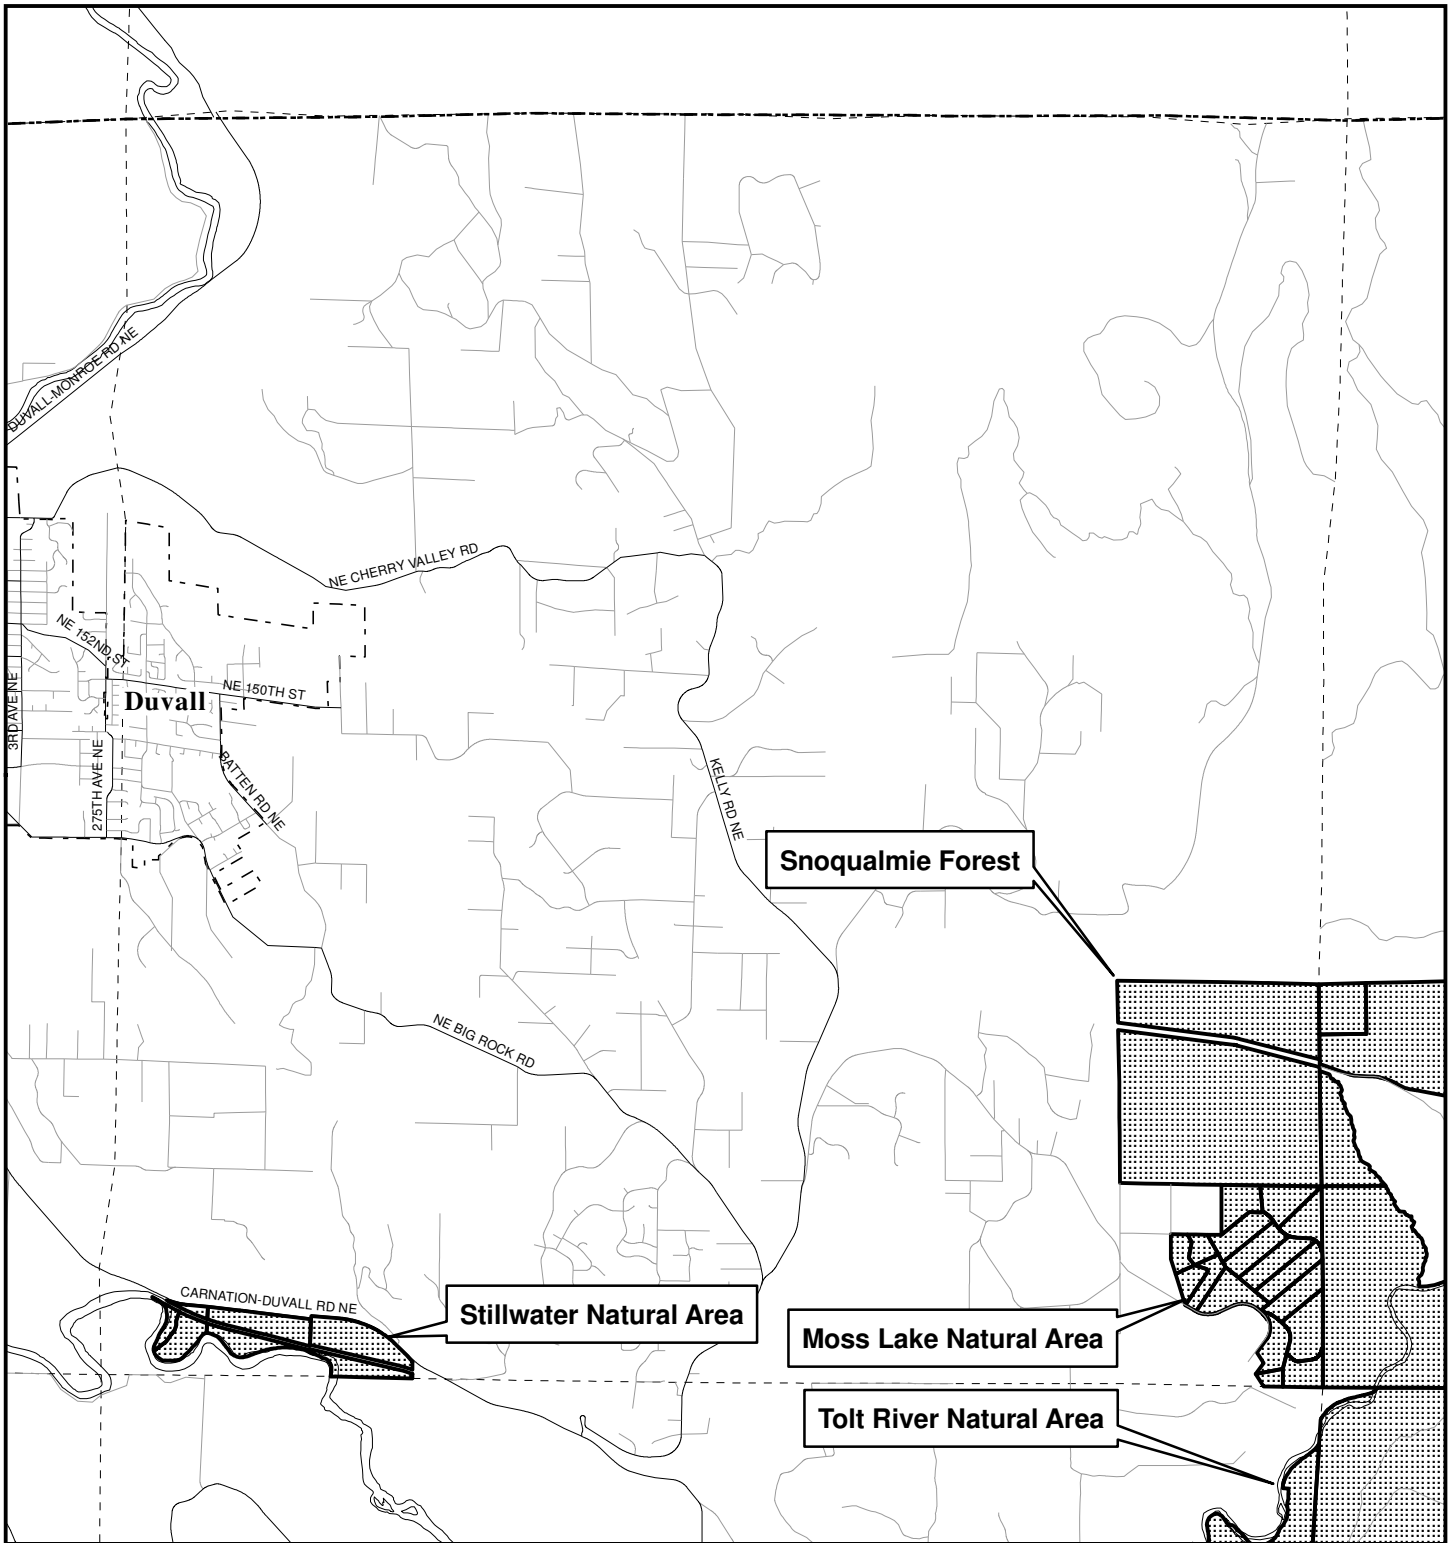 DUVALL-MONROE RD NE
NE CHERRY VALLEY RD
NE 152ND ST
NE 150TH ST
Duvall
3RD AVE NE
275TH AVE NE
BATTEN RD NE
KELLY RD NE
Snoqualmie Forest
NE BIG ROCK RD
CARNATION-DUVALL RD NE
Stillwater Natural Area
Moss Lake Natural Area
Tolt River Natural Area